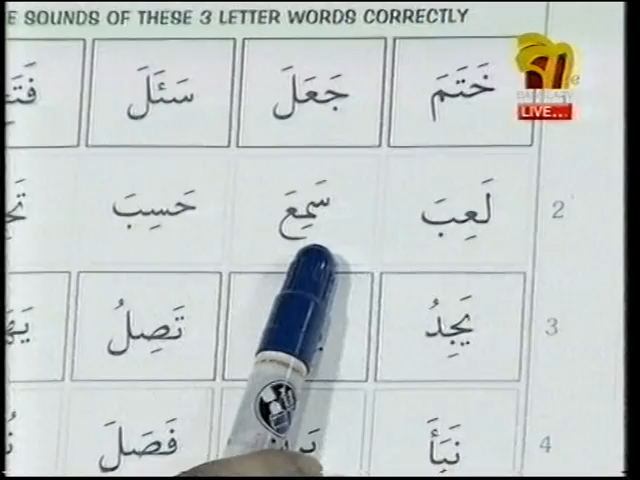 E SOUNDS OF THESE 3 LETTER WORDS CORRECTLY
خَتَمَ جَعَلَ سَئَلَ
LIVE...
لَعِبَ سَمِعَ حَسِبَ 2
يَجِدُ تَصِلُ 3
نَبَأَ فَصَلَ 4